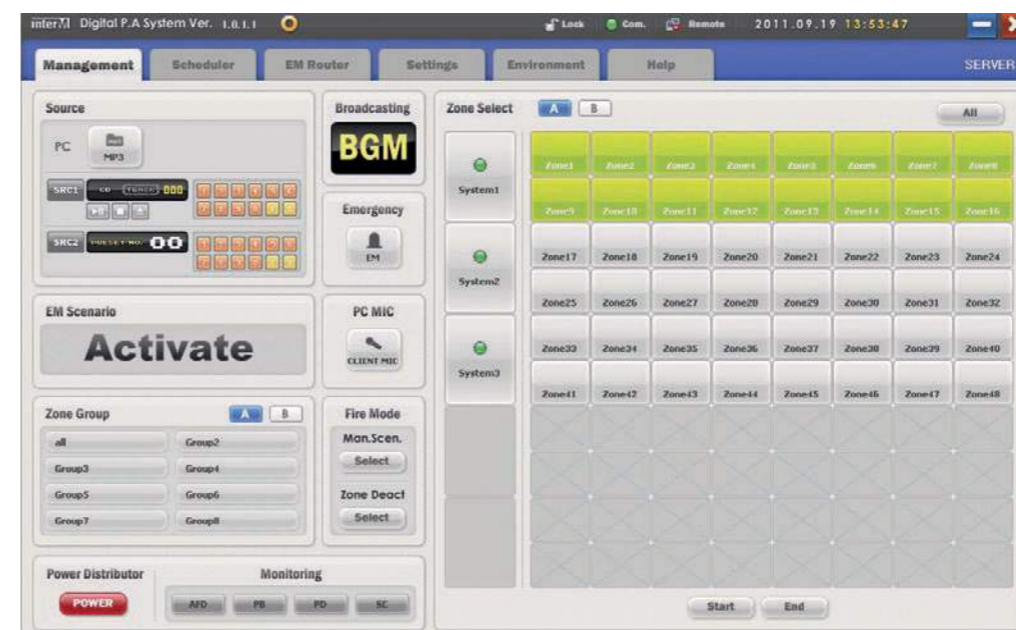 inter M Digital P.A System Ver. 1.0.1.1 Lock Com. Remote 2011.09.19 13:53:47
Management Scheduler EM Router Settings Environment Help SERVER
Source
PC
MP3
SRC1 CD 000
SRC2 PRESET NO. 00
EM Scenario
Activate
Zone Group A B
all Group2
Group3 Group4
Group5 Group6
Group7 Group8
Power Distributor Monitoring
POWER AFD PB PD SC
Broadcasting
BGM
Emergency
EM
PC MIC
CLIENT MIC
Fire Mode
Man.Scen.
Select
Zone Deact
Select
Zone Select A B All
System1
Zone1 Zone2 Zone3 Zone4 Zone5 Zone6 Zone7 Zone8
Zone9 Zone10 Zone11 Zone12 Zone13 Zone14 Zone15 Zone16
System2
Zone17 Zone18 Zone19 Zone20 Zone21 Zone22 Zone23 Zone24
Zone25 Zone26 Zone27 Zone28 Zone29 Zone30 Zone31 Zone32
System3
Zone33 Zone34 Zone35 Zone36 Zone37 Zone38 Zone39 Zone40
Zone41 Zone42 Zone43 Zone44 Zone45 Zone46 Zone47 Zone48
Start End